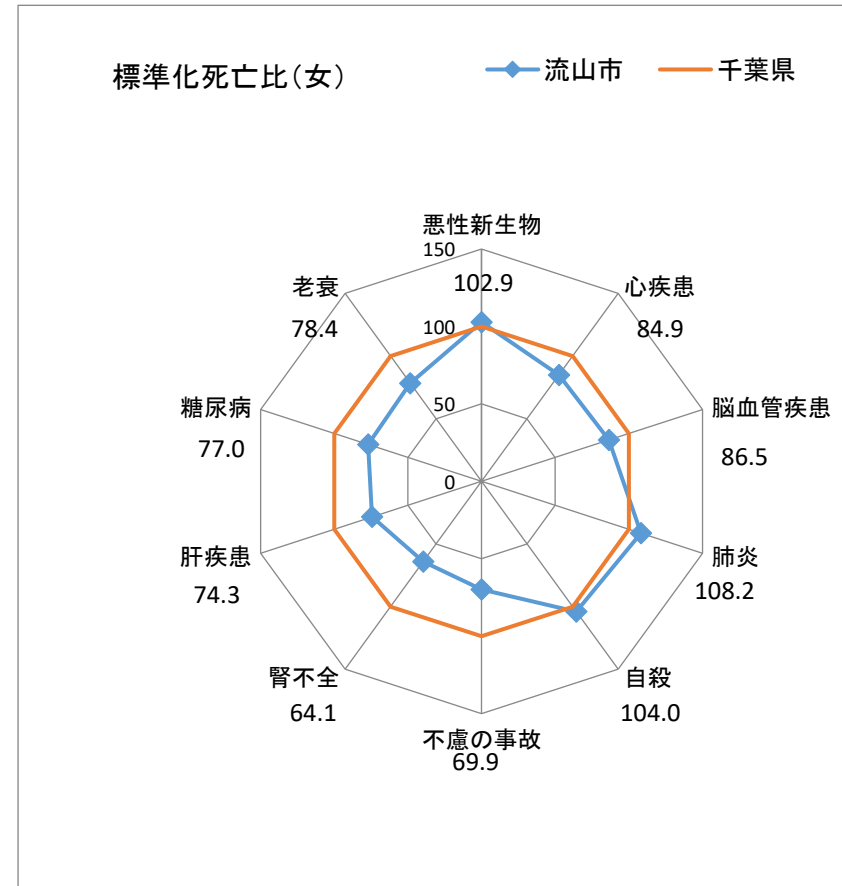 標準化死亡比(女)
流山市
千葉県
悪性新生物
150
102.9
心疾患
84.9
老衰
78.4
100
糖尿病
77.0
脳血管疾患
86.5
50
0
肝疾患
74.3
肺炎
108.2
腎不全
64.1
自殺
104.0
不慮の事故
69.9